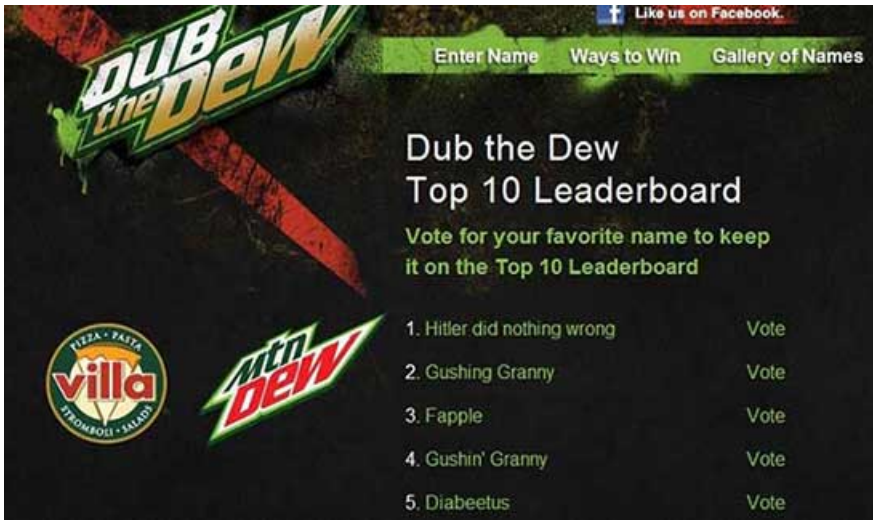 Like us on Facebook.
DUB
the DEW
Enter Name Ways to Win Gallery of Names
Dub the Dew
Top 10 Leaderboard
Vote for your favorite name to keep
it on the Top 10 Leaderboard
1. Hitler did nothing wrong Vote
2. Gushing Granny Vote
3. Fapple Vote
4. Gushin' Granny Vote
5. Diabeetus Vote
PIZZA • PASTA
villa
STROMBOLI • SALADS
Mtn
DEW